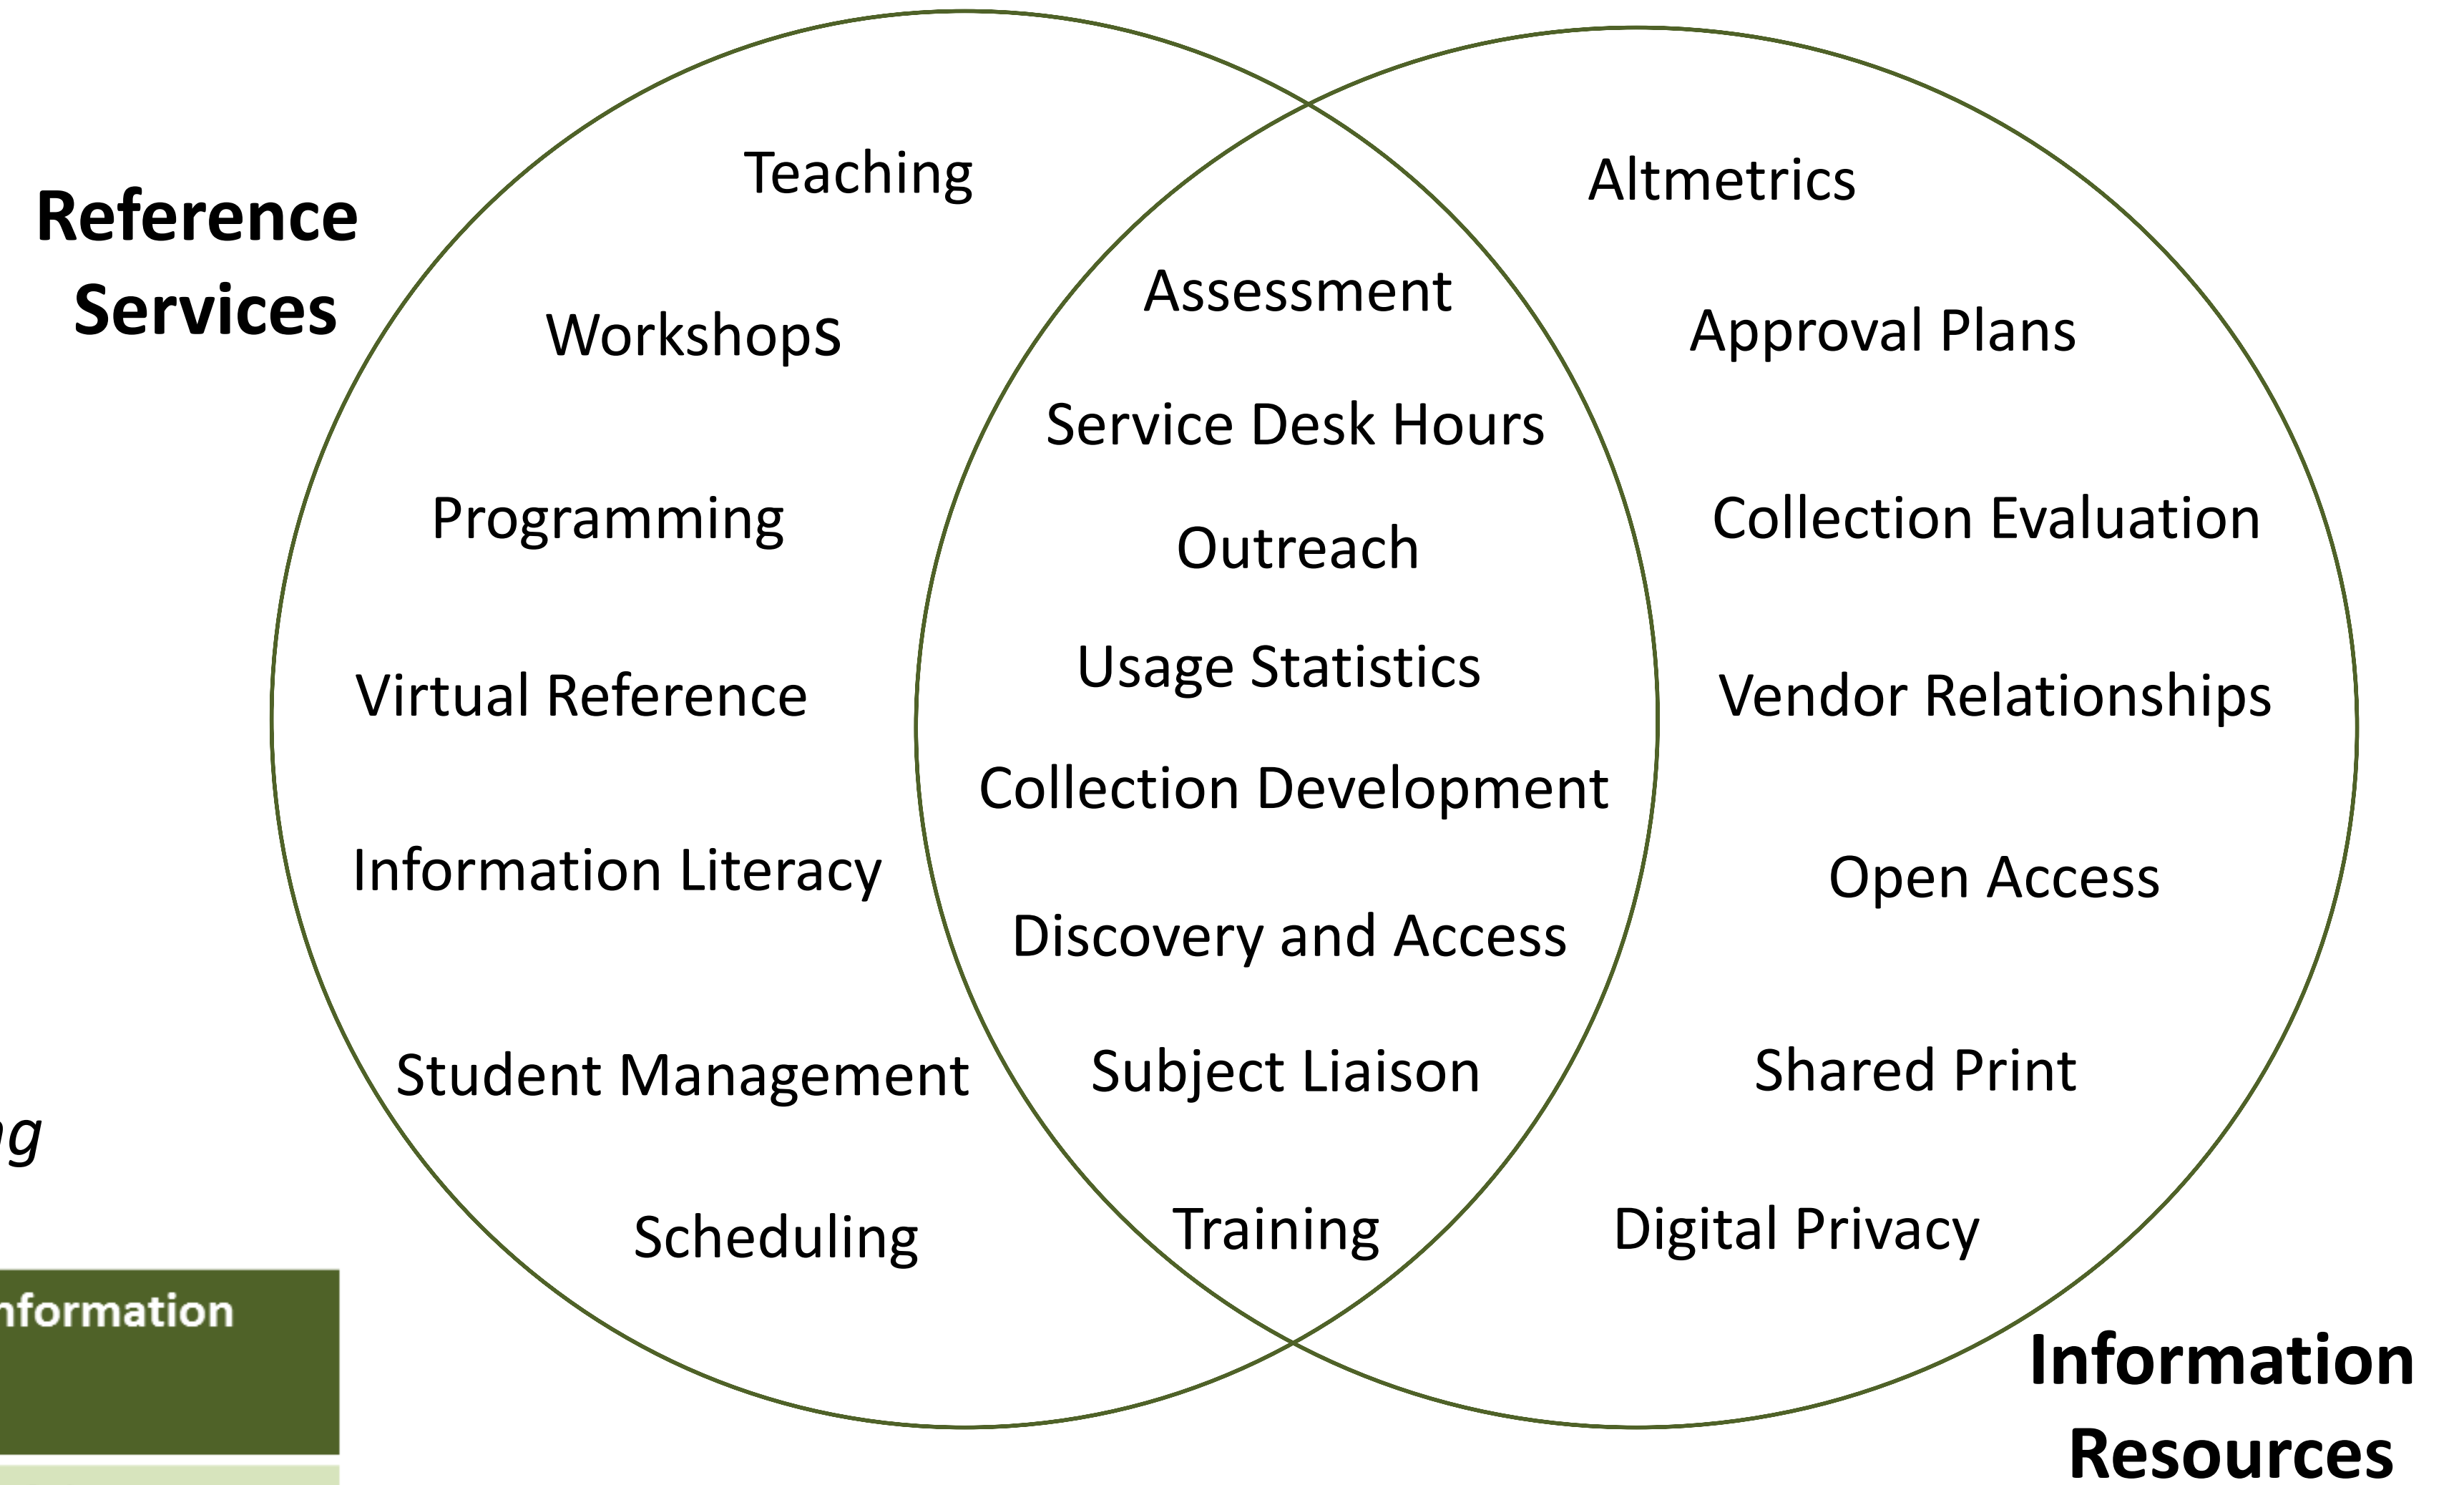 Reference
Services
Teaching
Workshops
Programming
Virtual Reference
Information Literacy
Student Management
Scheduling
Assessment
Service Desk Hours
Outreach
Usage Statistics
Collection Development
Discovery and Access
Subject Liaison
Training
Altmetrics
Approval Plans
Collection Evaluation
Vendor Relationships
Open Access
Shared Print
Digital Privacy
Information
Resources